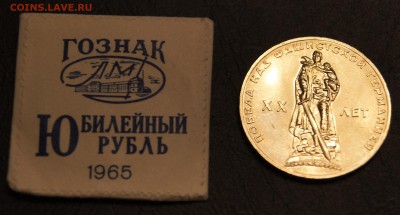 coins.LAVE.RU
ГОЗНАК
ЛМД
ЮБИЛЕЙНЫЙ
РУБЛЬ
1965
ПОБЕДА НАД ФАШИСТСКОЙ ГЕРМАНИЕЙ
XX ЛЕТ